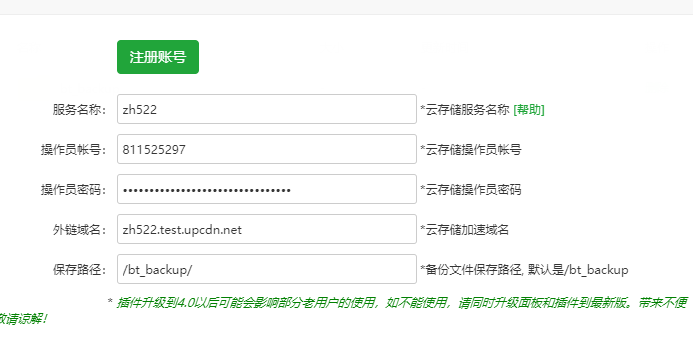 注册账号
服务名称: zh522 *云存储服务名称 [帮助]
操作员帐号: 811525297 *云存储操作员帐号
操作员密码: •••••••••••••••••••••••••••••••• *云存储操作员密码
外链域名: zh522.test.upcdn.net *云存储加速域名
保存路径: /bt_backup/ *备份文件保存路径, 默认是/bt_backup
* 插件升级到4.0以后可能会影响部分老用户的使用，如不能使用，请同时升级面板和插件到最新版。带来不便
敬请谅解！